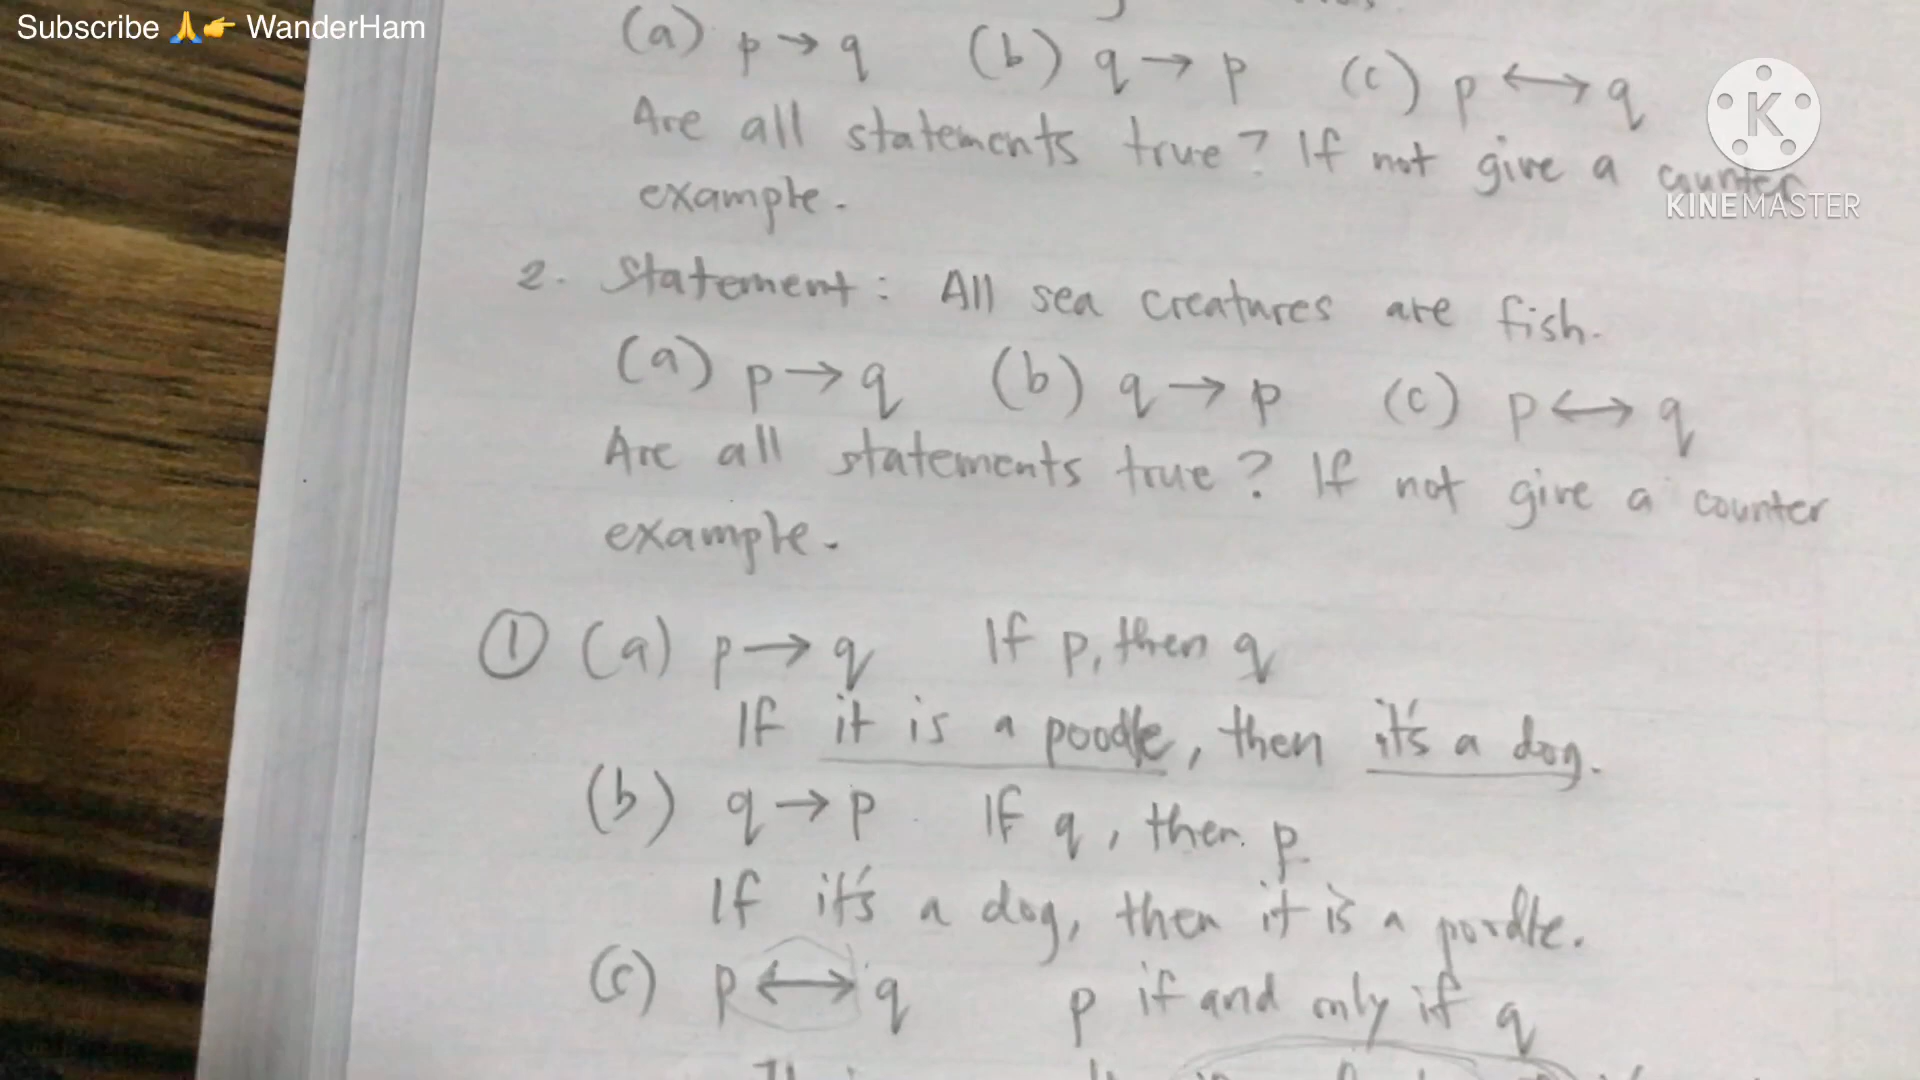 Subscribe 🙏👉 WanderHam
(a) p → q (b) q → p (c) p ↔ q
Are all statements true? If not give a counter
example.
K
KINEMASTER
2. Statement: All sea creatures are fish.
(a) p → q (b) q → p (c) p ↔ q
Are all statements true? If not give a counter
example.
① (a) p → q If p, then q
If it is a poodle, then it's a dog.
(b) q → p If q, then p
If it's a dog, then it is a poodle.
(c) p ↔ q p if and only if q